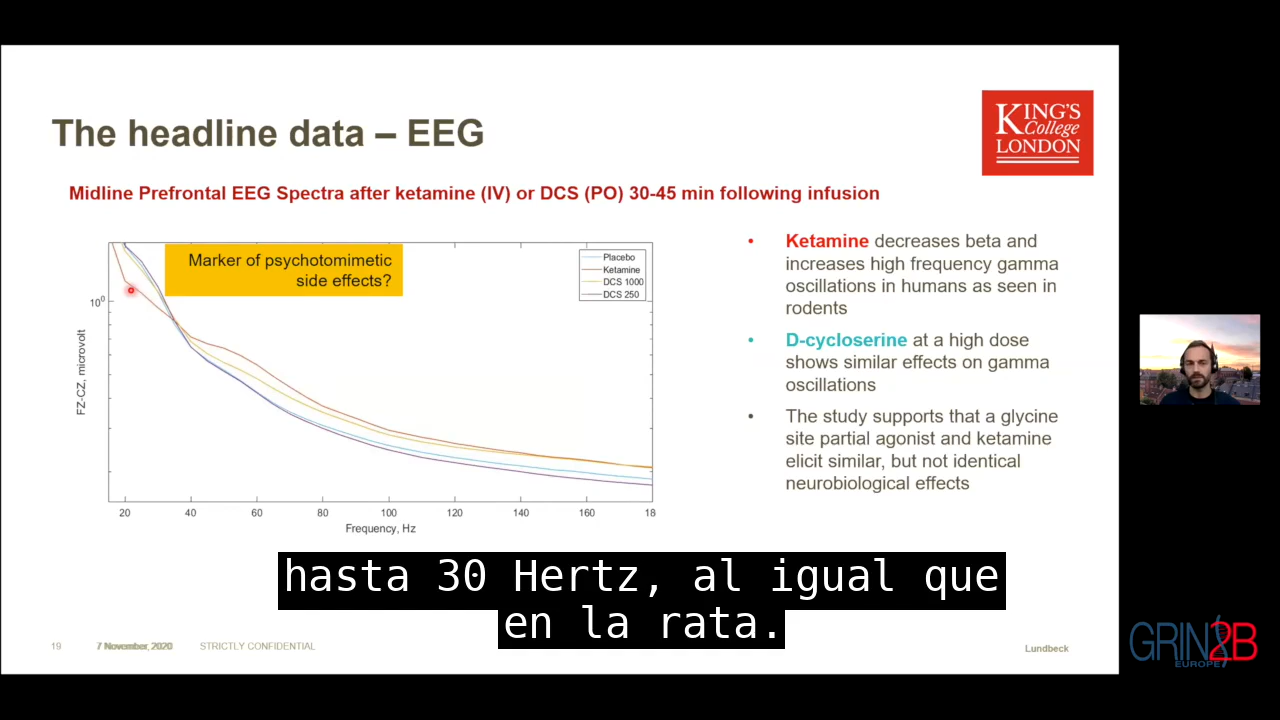 The headline data – EEG
KING'S
College
LONDON
Midline Prefrontal EEG Spectra after ketamine (IV) or DCS (PO) 30-45 min following infusion
Marker of psychotomimetic
side effects?
Placebo
Ketamine
DCS 1000
DCS 250
10⁰
FZ-CZ, microvolt
20 40 60 80 100 120 140 160 18
Frequency, Hz
• Ketamine decreases beta and
increases high frequency gamma
oscillations in humans as seen in
rodents
• D-cycloserine at a high dose
shows similar effects on gamma
oscillations
• The study supports that a glycine
site partial agonist and ketamine
elicit similar, but not identical
neurobiological effects
hasta 30 Hertz, al igual que
en la rata.
19 7 November, 2020 STRICTLY CONFIDENTIAL
Lundbeck
GRIN2B
EUROPE